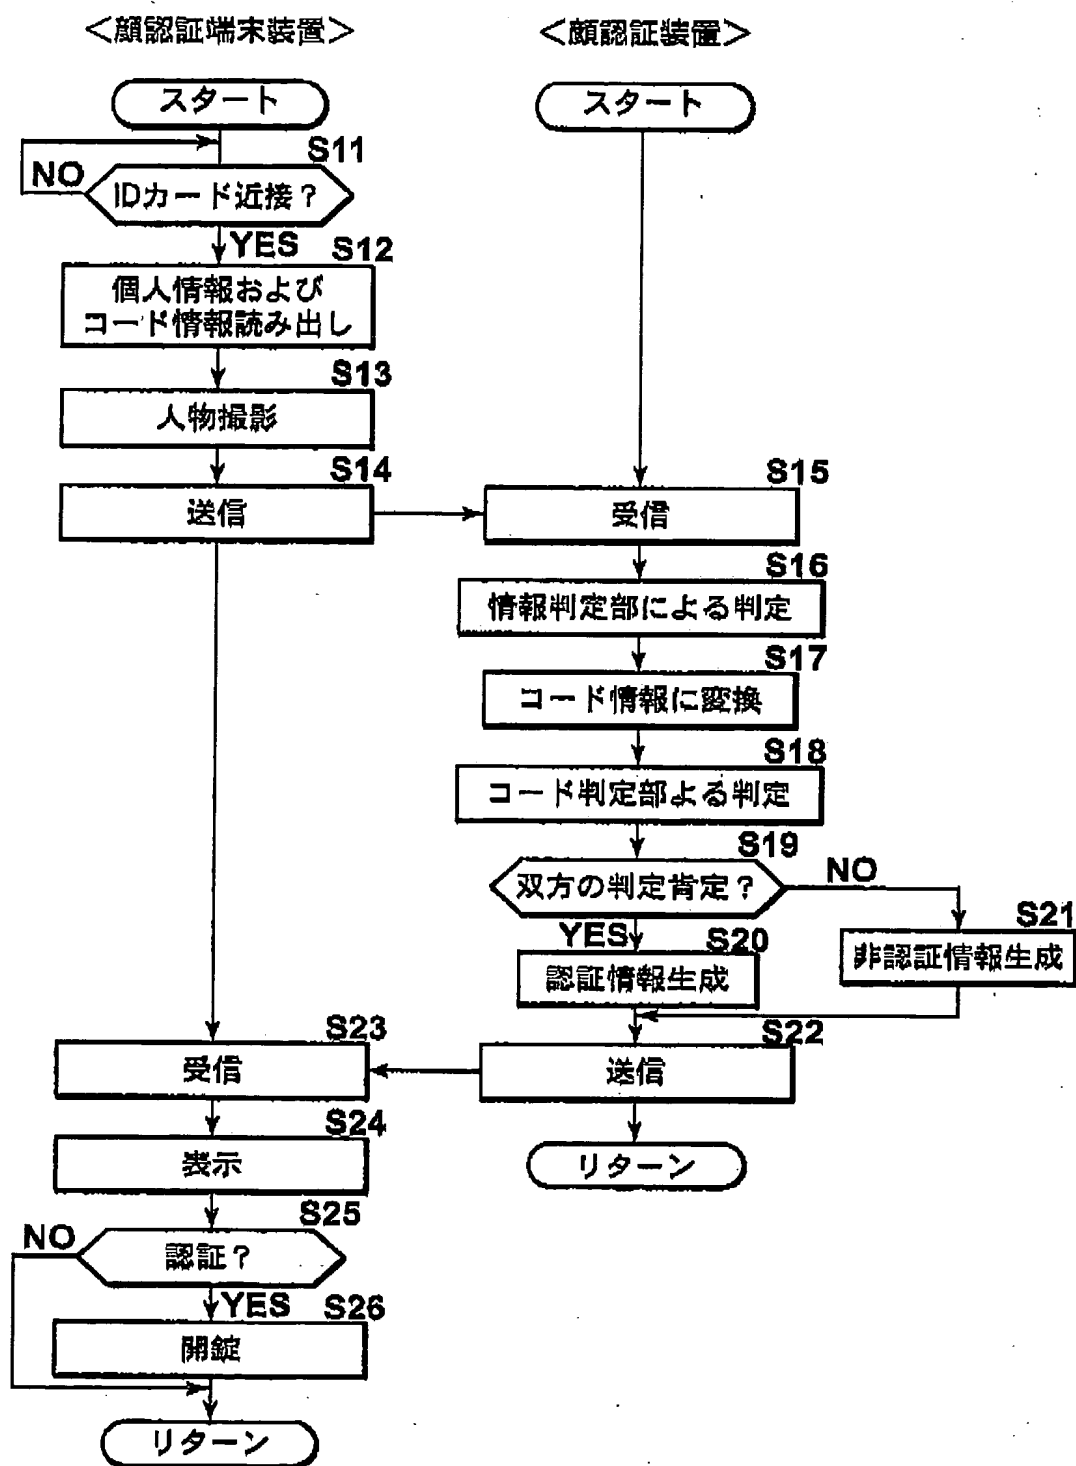 ＜顔認証端末装置＞
スタート
S11
NO
IDカード近接？
YES
S12
個人情報および
コード情報読み出し
S13
人物撮影
S14
送信
＜顔認証装置＞
スタート
S15
受信
S16
情報判定部による判定
S17
コード情報に変換
S18
コード判定部よる判定
S19
双方の判定肯定？
NO
YES
S20
認証情報生成
S21
非認証情報生成
S22
送信
リターン
S23
受信
S24
表示
S25
NO
認証？
YES
S26
開錠
リターン